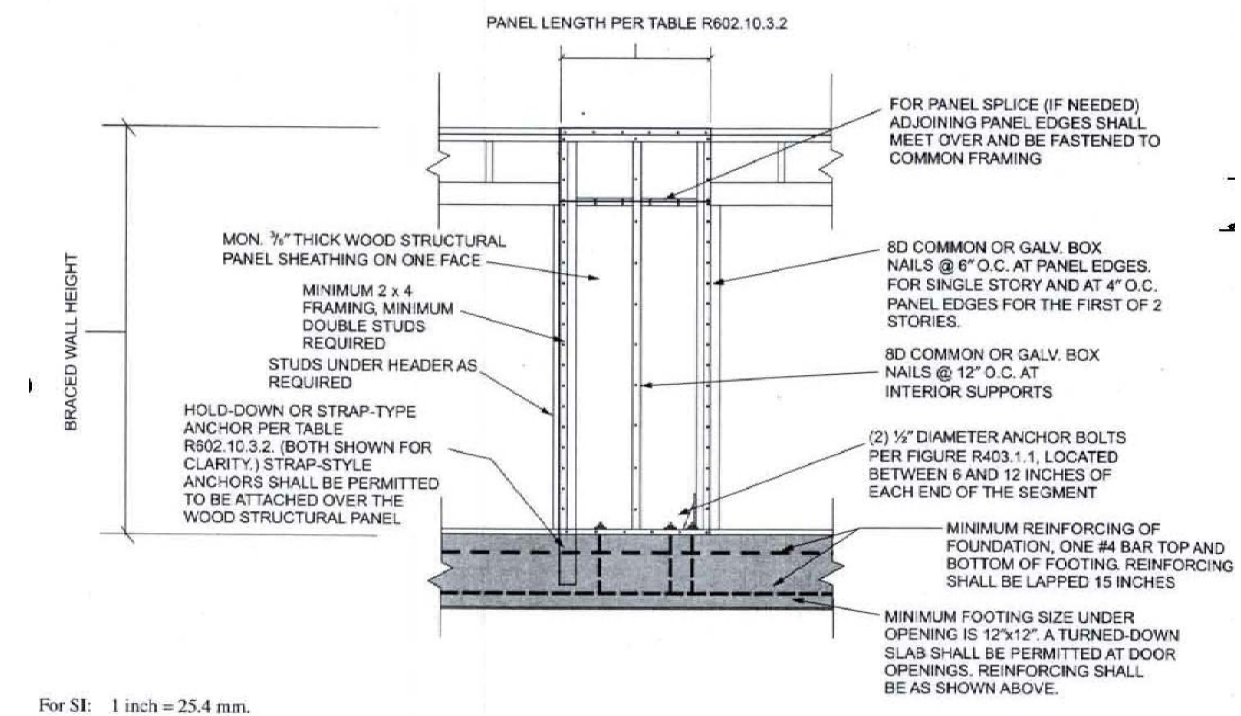 PANEL LENGTH PER TABLE R602.10.3.2
FOR PANEL SPLICE (IF NEEDED)
ADJOINING PANEL EDGES SHALL
MEET OVER AND BE FASTENED TO
COMMON FRAMING
MON. ⅜" THICK WOOD STRUCTURAL
PANEL SHEATHING ON ONE FACE
MINIMUM 2 x 4
FRAMING, MINIMUM
DOUBLE STUDS
REQUIRED
STUDS UNDER HEADER AS
REQUIRED
HOLD-DOWN OR STRAP-TYPE
ANCHOR PER TABLE
R602.10.3.2. (BOTH SHOWN FOR
CLARITY.) STRAP-STYLE
ANCHORS SHALL BE PERMITTED
TO BE ATTACHED OVER THE
WOOD STRUCTURAL PANEL
BRACED WALL HEIGHT
8D COMMON OR GALV. BOX
NAILS @ 6" O.C. AT PANEL EDGES.
FOR SINGLE STORY AND AT 4" O.C.
PANEL EDGES FOR THE FIRST OF 2
STORIES.
8D COMMON OR GALV. BOX
NAILS @ 12" O.C. AT
INTERIOR SUPPORTS
(2) ½" DIAMETER ANCHOR BOLTS
PER FIGURE R403.1.1, LOCATED
BETWEEN 6 AND 12 INCHES OF
EACH END OF THE SEGMENT
MINIMUM REINFORCING OF
FOUNDATION, ONE #4 BAR TOP AND
BOTTOM OF FOOTING. REINFORCING
SHALL BE LAPPED 15 INCHES
MINIMUM FOOTING SIZE UNDER
OPENING IS 12"x12". A TURNED-DOWN
SLAB SHALL BE PERMITTED AT DOOR
OPENINGS. REINFORCING SHALL
BE AS SHOWN ABOVE.
For SI: 1 inch = 25.4 mm.